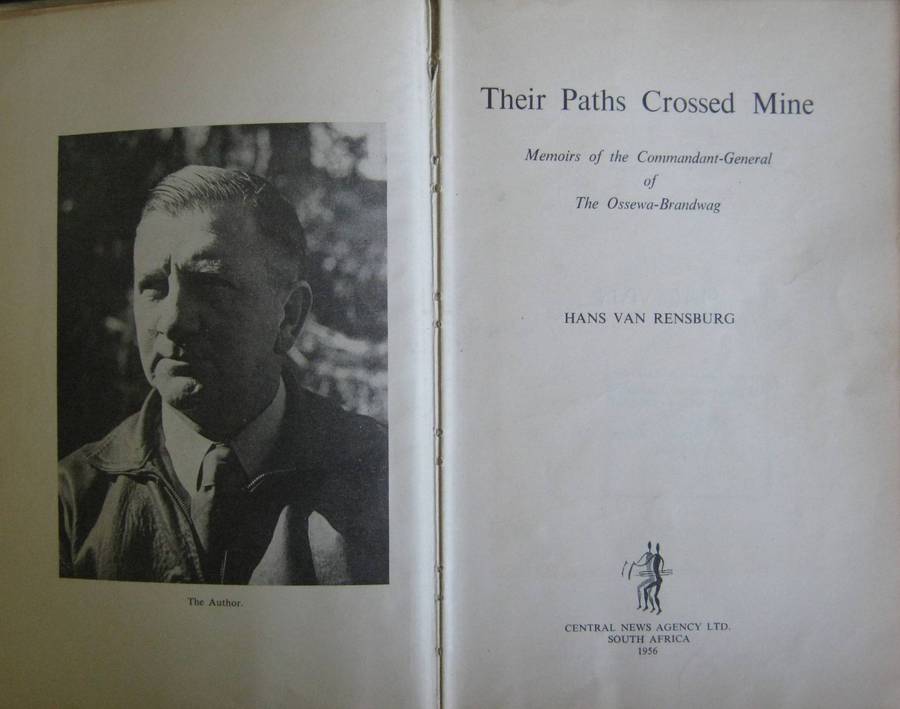 The Author.
Their Paths Crossed Mine
Memoirs of the Commandant-General
of
The Ossewa-Brandwag
HANS VAN RENSBURG
CENTRAL NEWS AGENCY LTD.
SOUTH AFRICA
1956